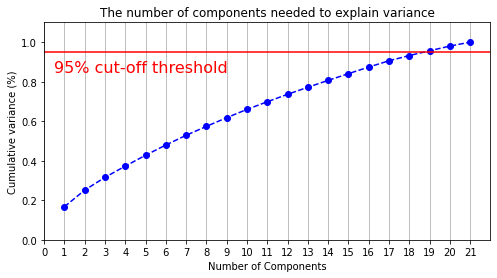 The number of components needed to explain variance
Cumulative variance (%)
1.0
0.8
0.6
0.4
0.2
0.0
95% cut-off threshold
0 1 2 3 4 5 6 7 8 9 10 11 12 13 14 15 16 17 18 19 20 21
Number of Components